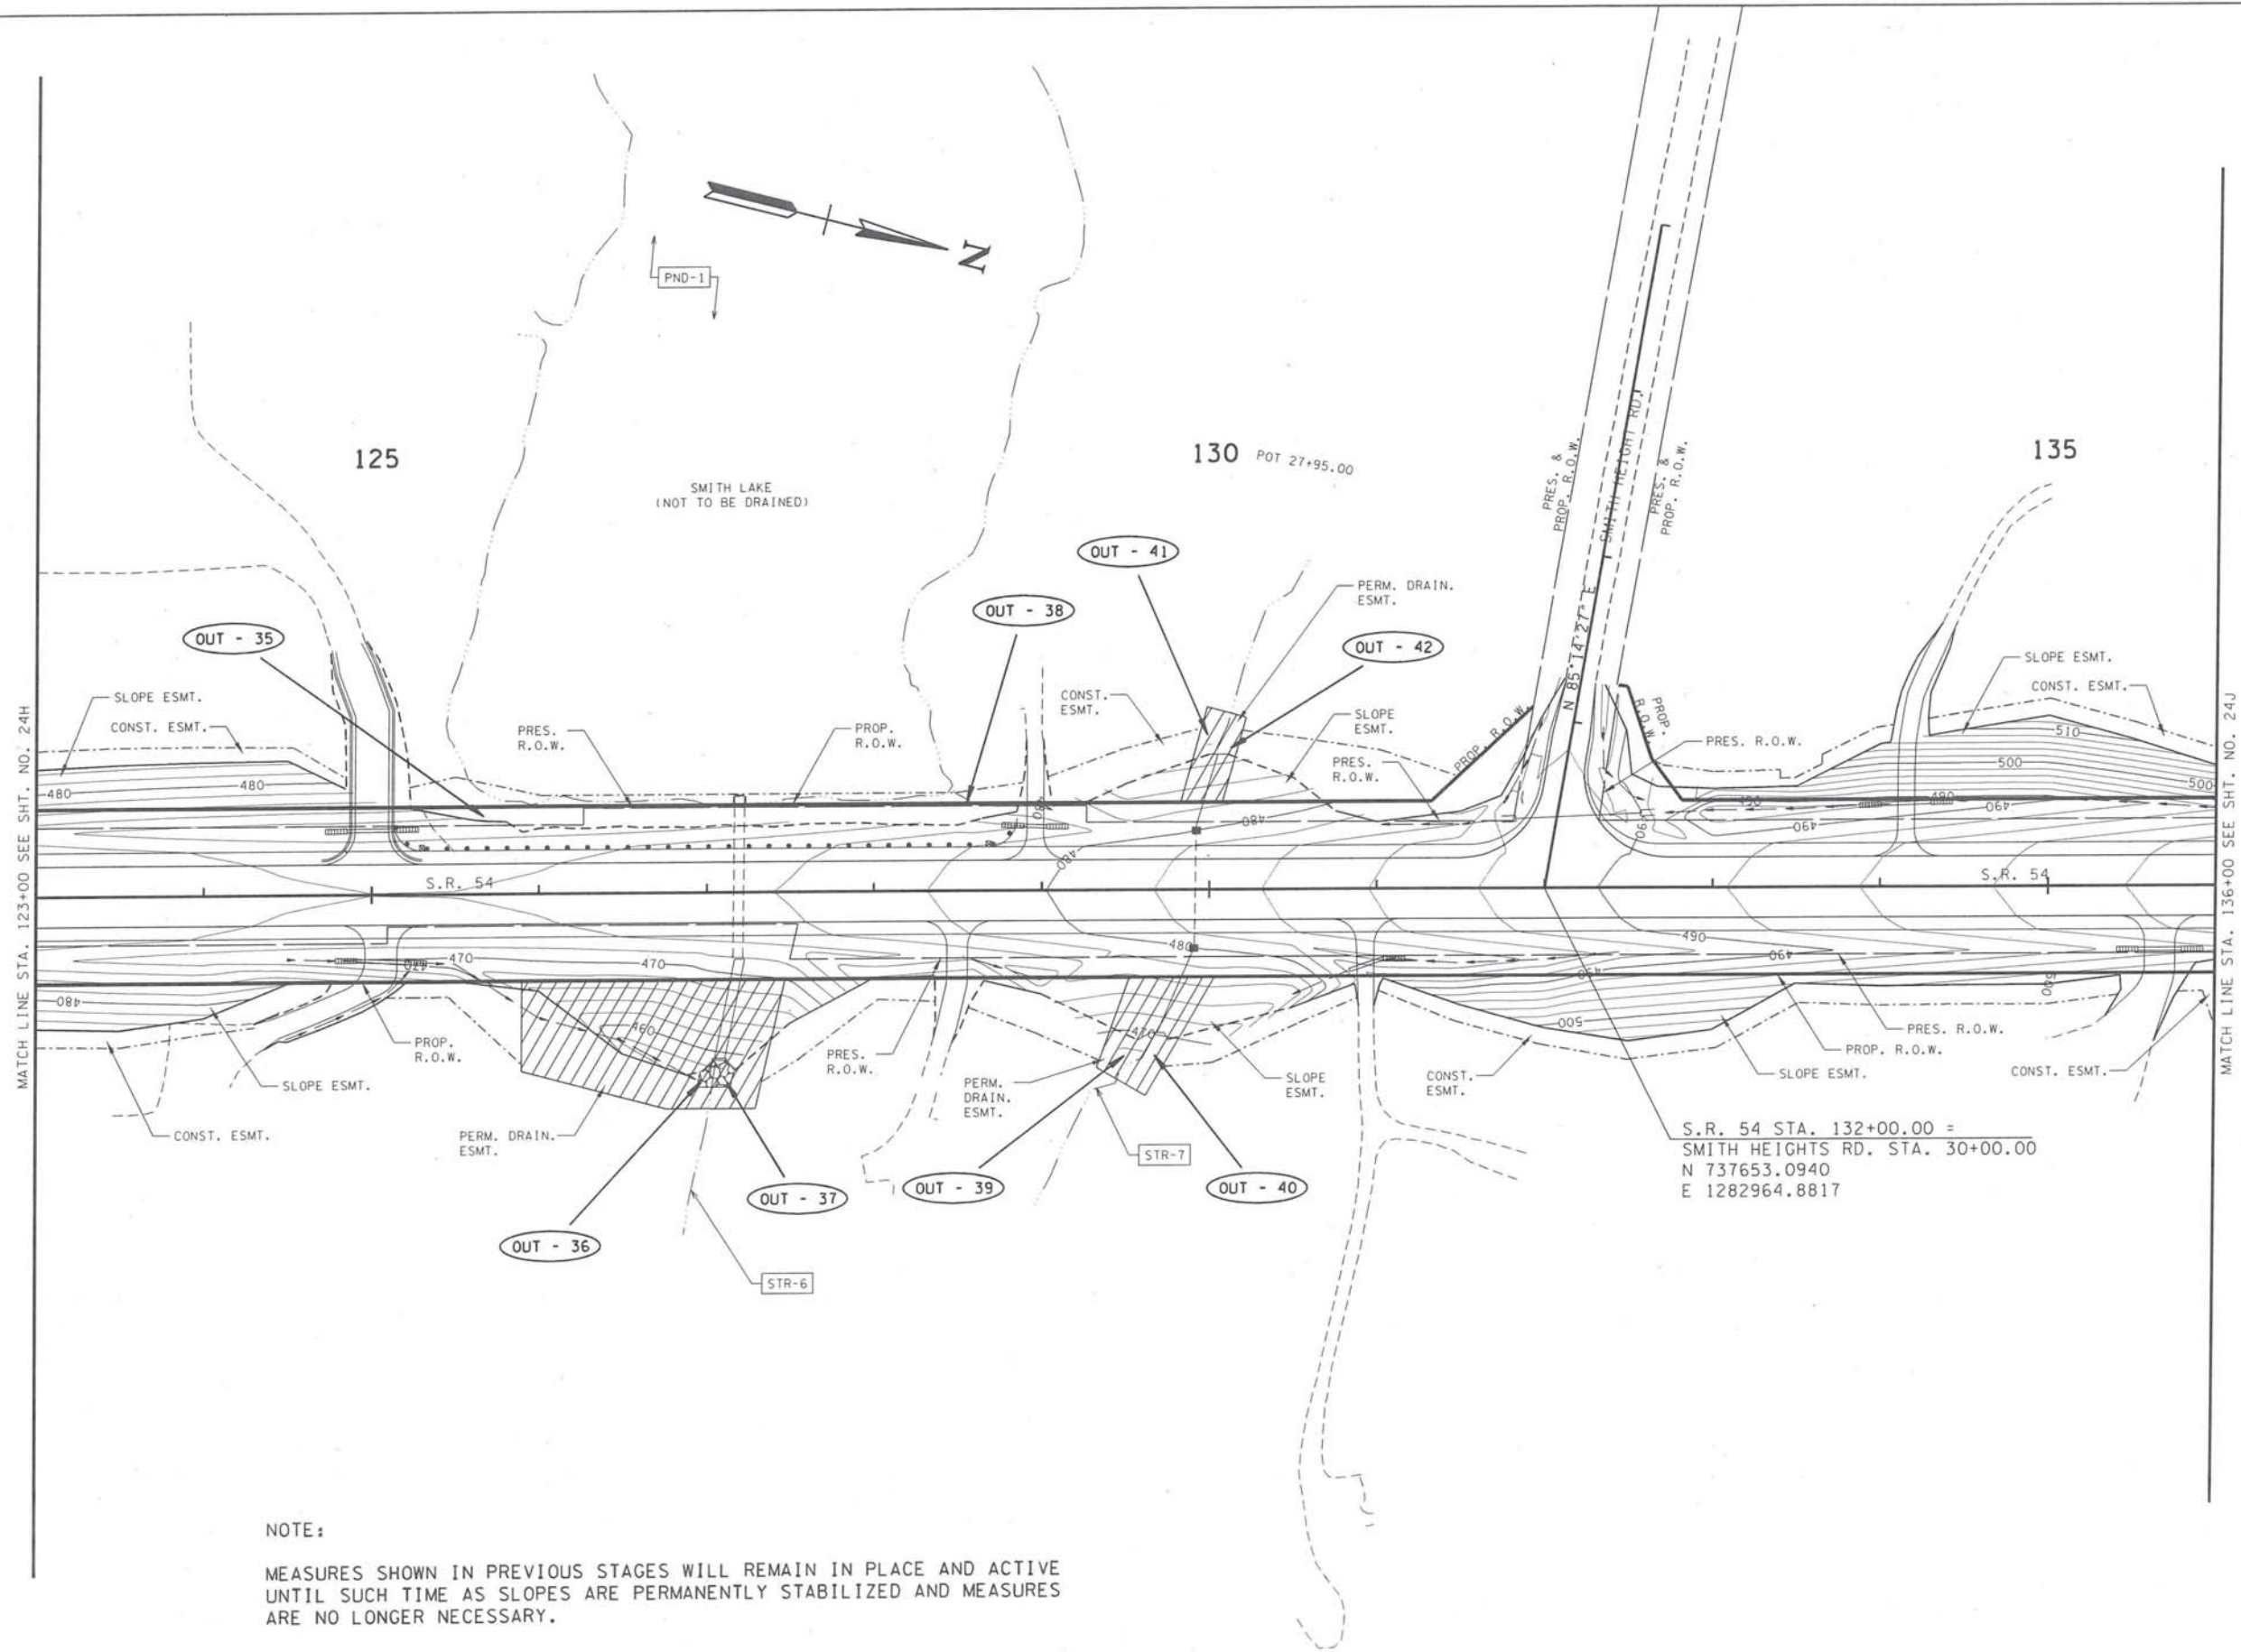 N
PND-1
125
130
POT 27+95.00
135
SMITH LAKE
(NOT TO BE DRAINED)
OUT - 41
OUT - 38
OUT - 35
OUT - 42
PERM. DRAIN.
ESMT.
PRES. &
PROP. R.O.W.
SMITH HEIGHT RD.
PRES. &
PROP. R.O.W.
N 85°14'27" E
SLOPE ESMT.
CONST. ESMT.
PRES.
R.O.W.
PROP.
R.O.W.
CONST.
ESMT.
SLOPE
ESMT.
PRES.
R.O.W.
PROP. R.O.W.
PROP.
R.O.W.
PRES. R.O.W.
SLOPE ESMT.
CONST. ESMT.
510
500
500
480
480
480
480
480
490
480
490
490
490
MATCH LINE STA. 123+00 SEE SHT. NO. 24H
MATCH LINE STA. 136+00 SEE SHT. NO. 24J
S.R. 54
S.R. 54
470
470
470
480
490
490
490
480
460
470
500
500
PROP.
R.O.W.
SLOPE ESMT.
CONST. ESMT.
PERM. DRAIN.
ESMT.
PRES.
R.O.W.
PERM.
DRAIN.
ESMT.
SLOPE
ESMT.
CONST.
ESMT.
PRES. R.O.W.
PROP. R.O.W.
SLOPE ESMT.
CONST. ESMT.
STR-7
OUT - 39
OUT - 40
OUT - 37
OUT - 36
STR-6
S.R. 54 STA. 132+00.00 =
SMITH HEIGHTS RD. STA. 30+00.00
N 737653.0940
E 1282964.8817
NOTE:
MEASURES SHOWN IN PREVIOUS STAGES WILL REMAIN IN PLACE AND ACTIVE
UNTIL SUCH TIME AS SLOPES ARE PERMANENTLY STABILIZED AND MEASURES
ARE NO LONGER NECESSARY.